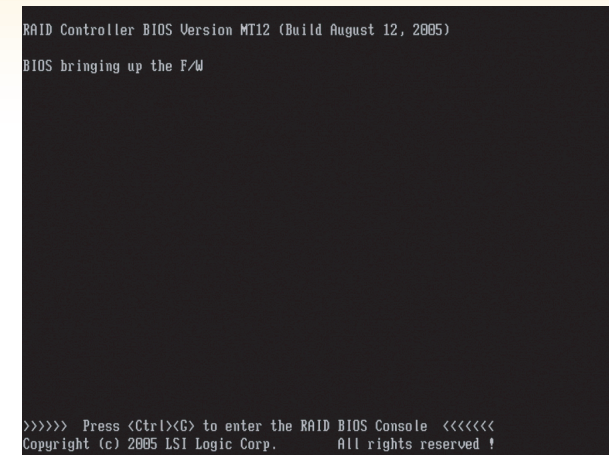 RAID Controller BIOS Version MT12 (Build August 12, 2005)
BIOS bringing up the F/W
>>>>>> Press <Ctrl><G> to enter the RAID BIOS Console <<<<<<<
Copyright (c) 2005 LSI Logic Corp. All rights reserved !